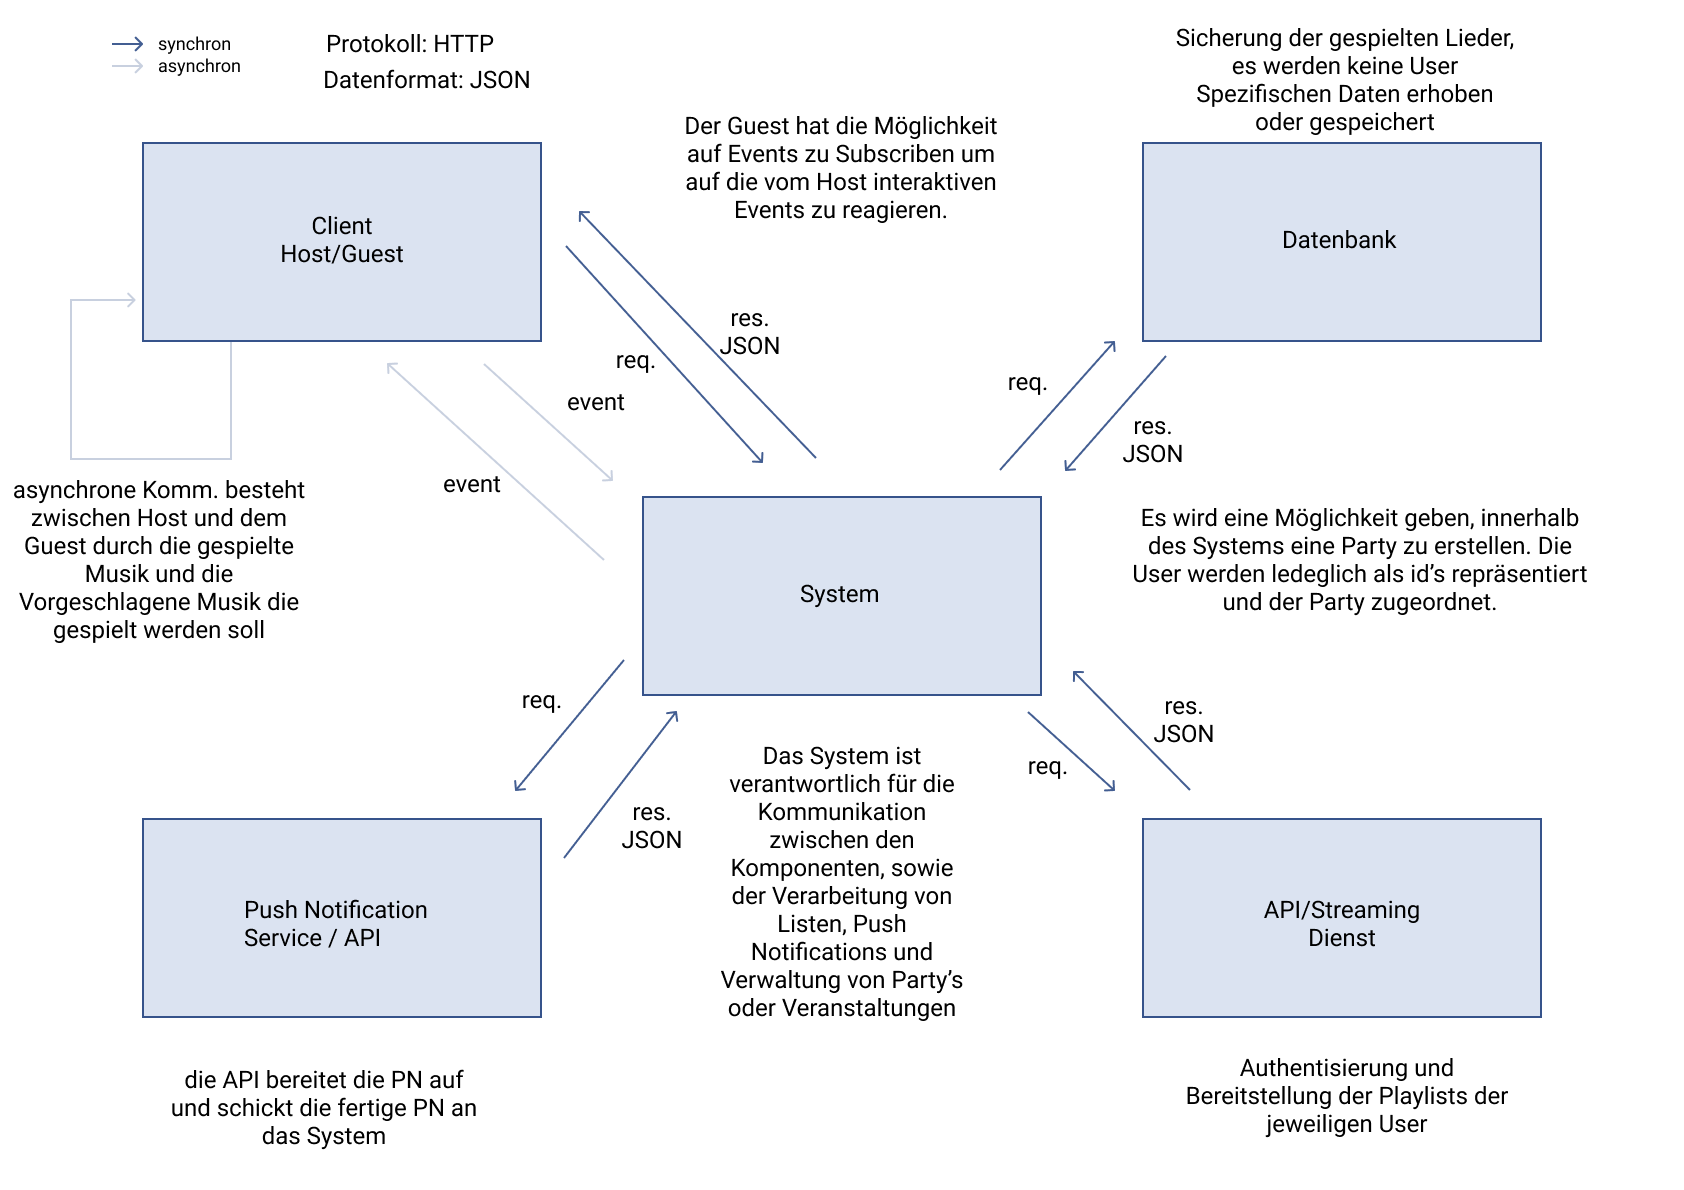 synchron
asynchron
Protokoll: HTTP
Datenformat: JSON
Sicherung der gespielten Lieder,
es werden keine User
Spezifischen Daten erhoben
oder gespeichert
Der Guest hat die Möglichkeit
auf Events zu Subscriben um
auf die vom Host interaktiven
Events zu reagieren.
Client
Host/Guest
Datenbank
res.
JSON
req.
event
event
req.
res.
JSON
asynchrone Komm. besteht
zwischen Host und dem
Guest durch die gespielte
Musik und die
Vorgeschlagene Musik die
gespielt werden soll
System
Es wird eine Möglichkeit geben, innerhalb
des Systems eine Party zu erstellen. Die
User werden ledeglich als id’s repräsentiert
und der Party zugeordnet.
req.
res.
JSON
Das System ist
verantwortlich für die
Kommunikation
zwischen den
Komponenten, sowie
der Verarbeitung von
Listen, Push
Notifications und
Verwaltung von Party’s
oder Veranstaltungen
req.
res.
JSON
Push Notification
Service / API
API/Streaming
Dienst
die API bereitet die PN auf
und schickt die fertige PN an
das System
Authentisierung und
Bereitstellung der Playlists der
jeweiligen User